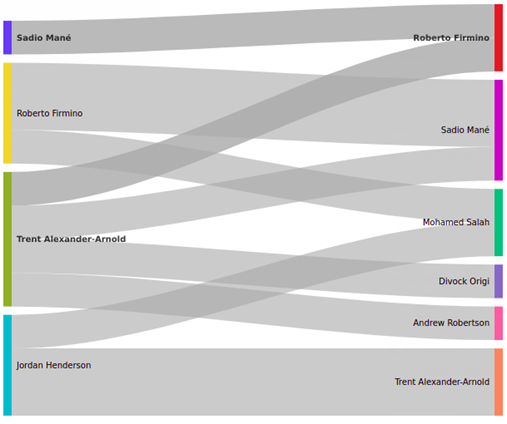 Sadio Mané
Roberto Firmino
Trent Alexander-Arnold
Jordan Henderson
Roberto Firmino
Sadio Mané
Mohamed Salah
Divock Origi
Andrew Robertson
Trent Alexander-Arnold